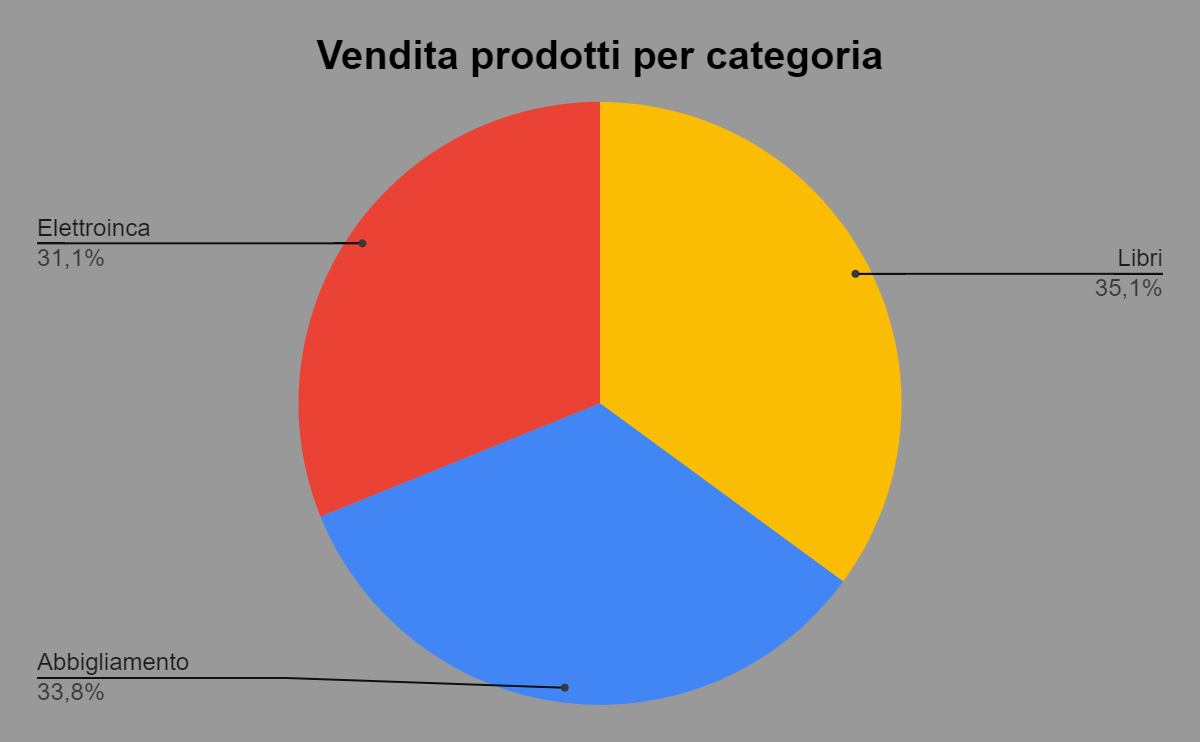 Vendita prodotti per categoria
Elettroinca
31,1%
Libri
35,1%
Abbigliamento
33,8%